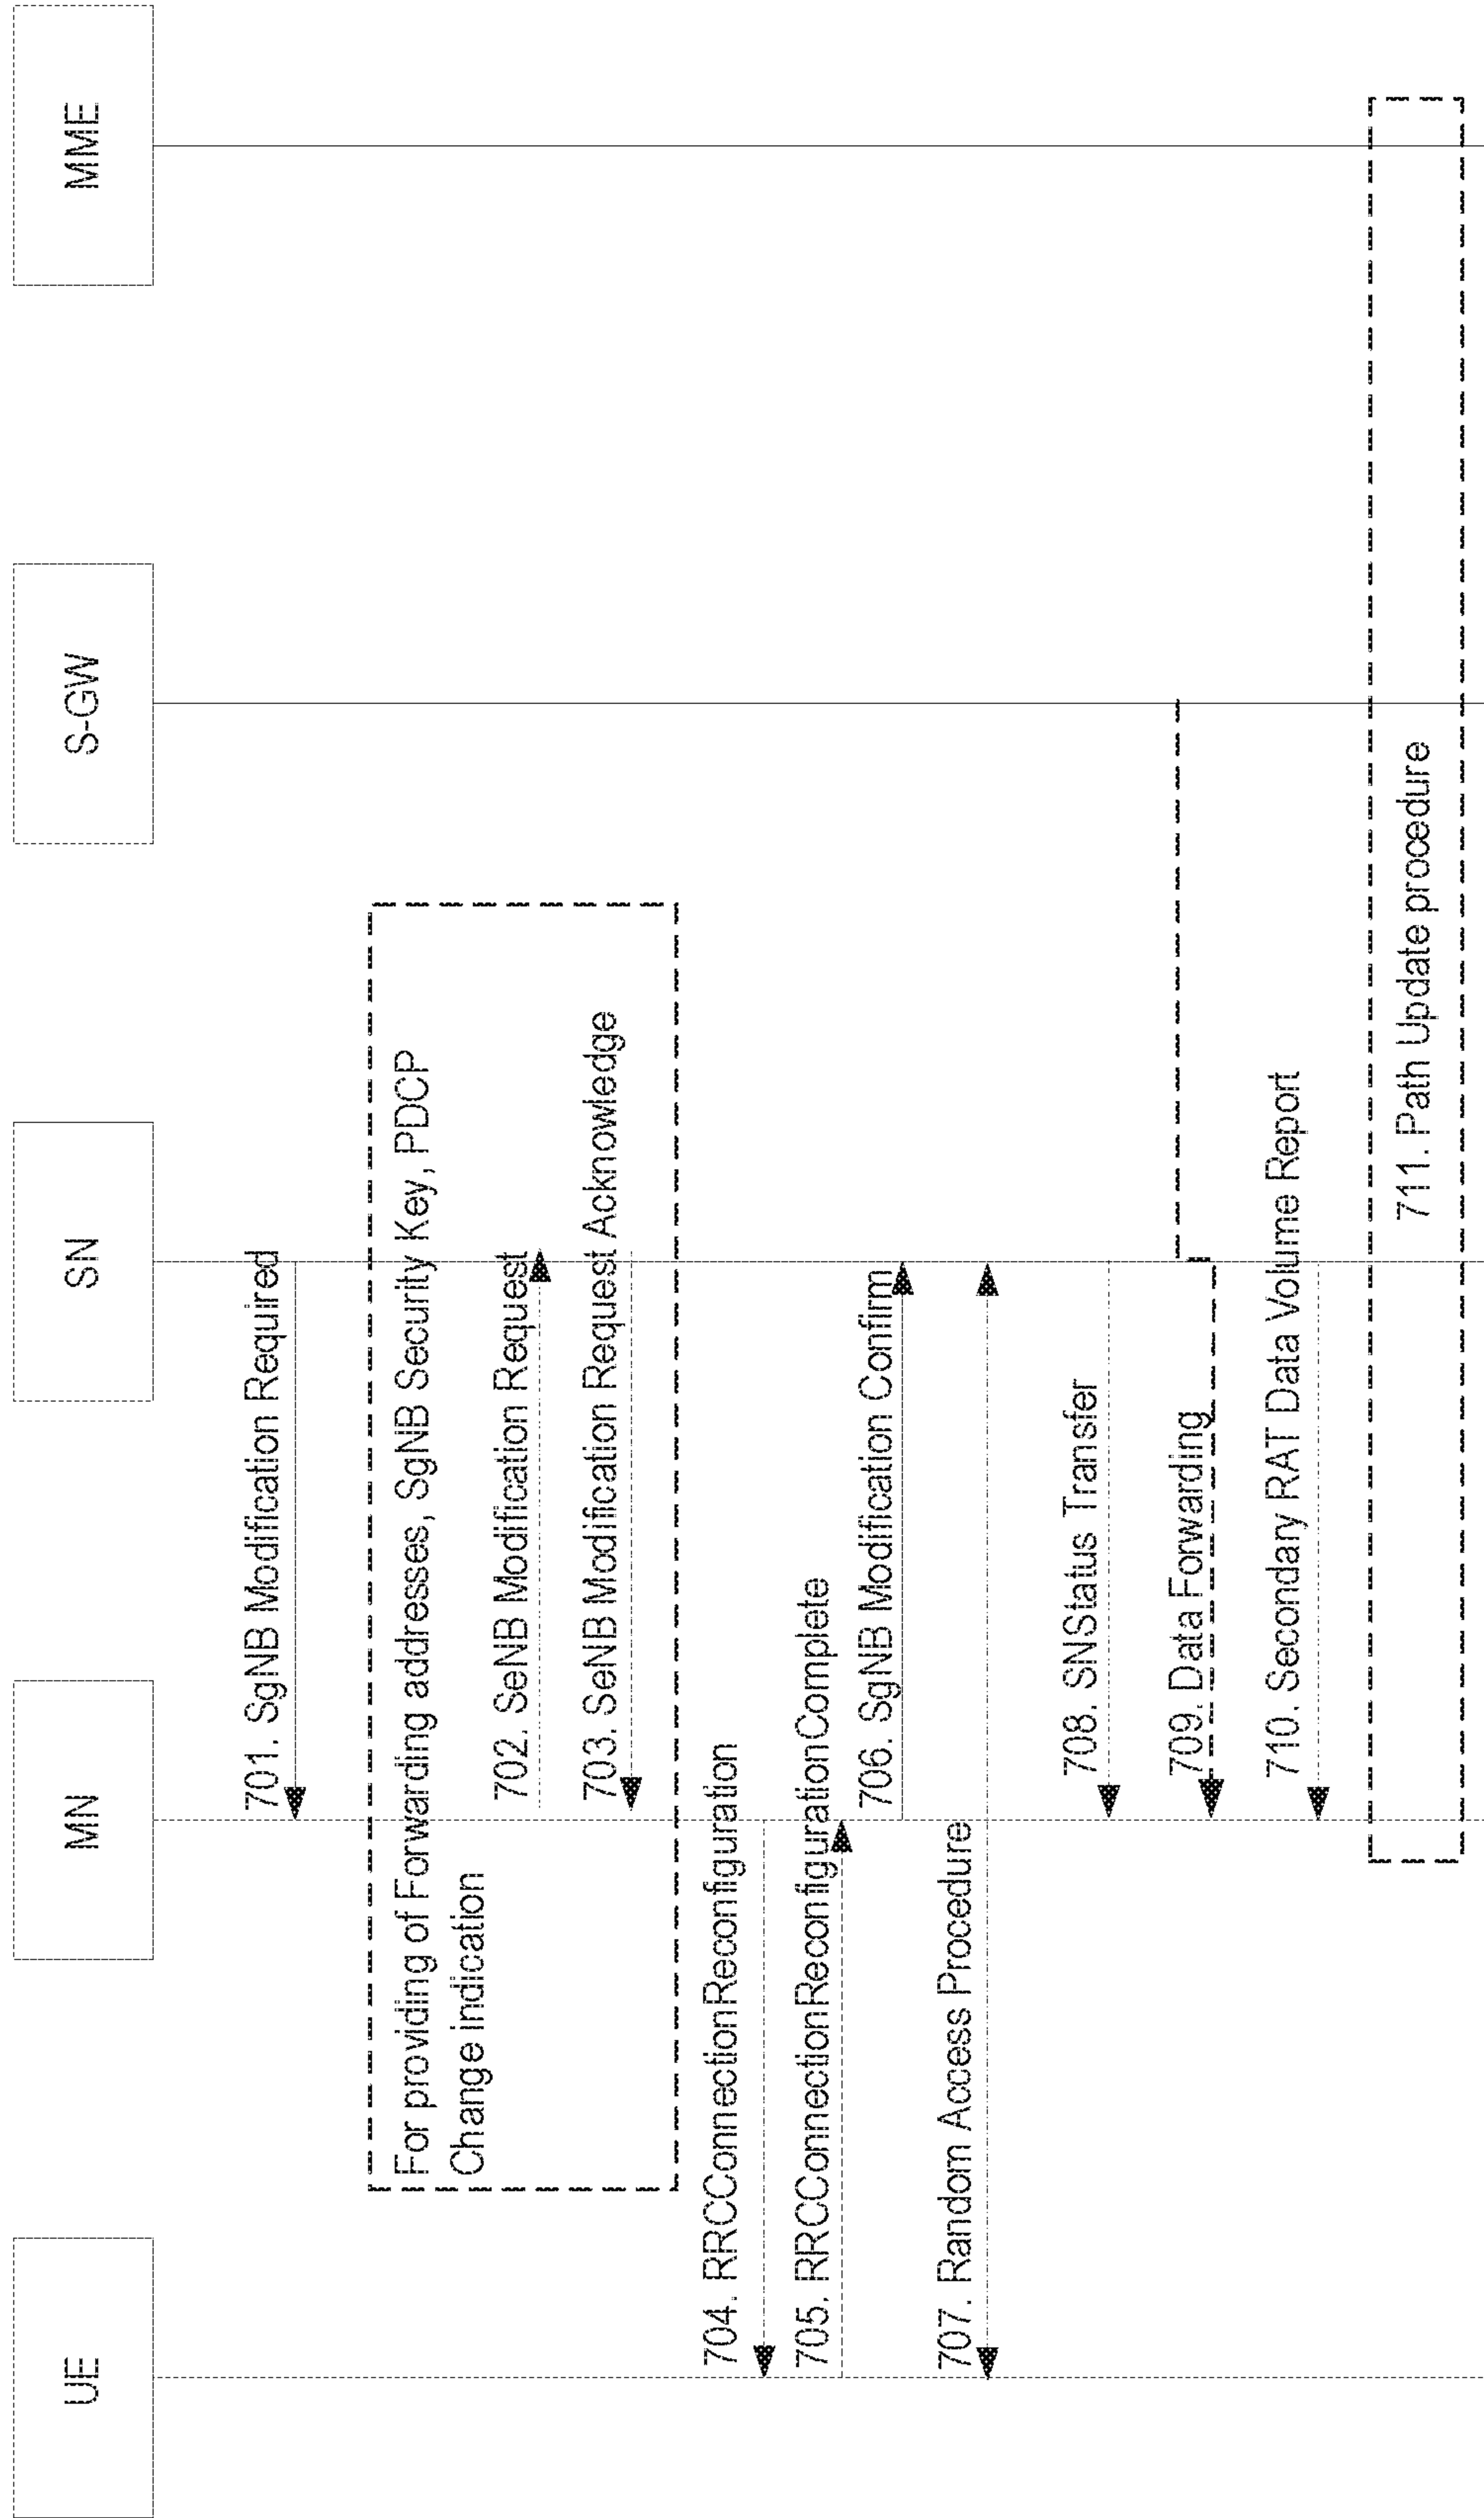 UE
MN
SN
S-GW
MME
701. SgNB Modification Required
For providing of Forwarding addresses, SgNB Security Key, PDCP
Change indication
702. SeNB Modification Request
703. SeNB Modification Request Acknowledge
704. RRCConnectionReconfiguration
705. RRCConnectionReconfigurationComplete
706. SgNB Modification Confirm
707. Random Access Procedure
708. SNStatus Transfer
709. Data Forwarding
710. Secondary RAT Data Volume Report
711. Path Update procedure